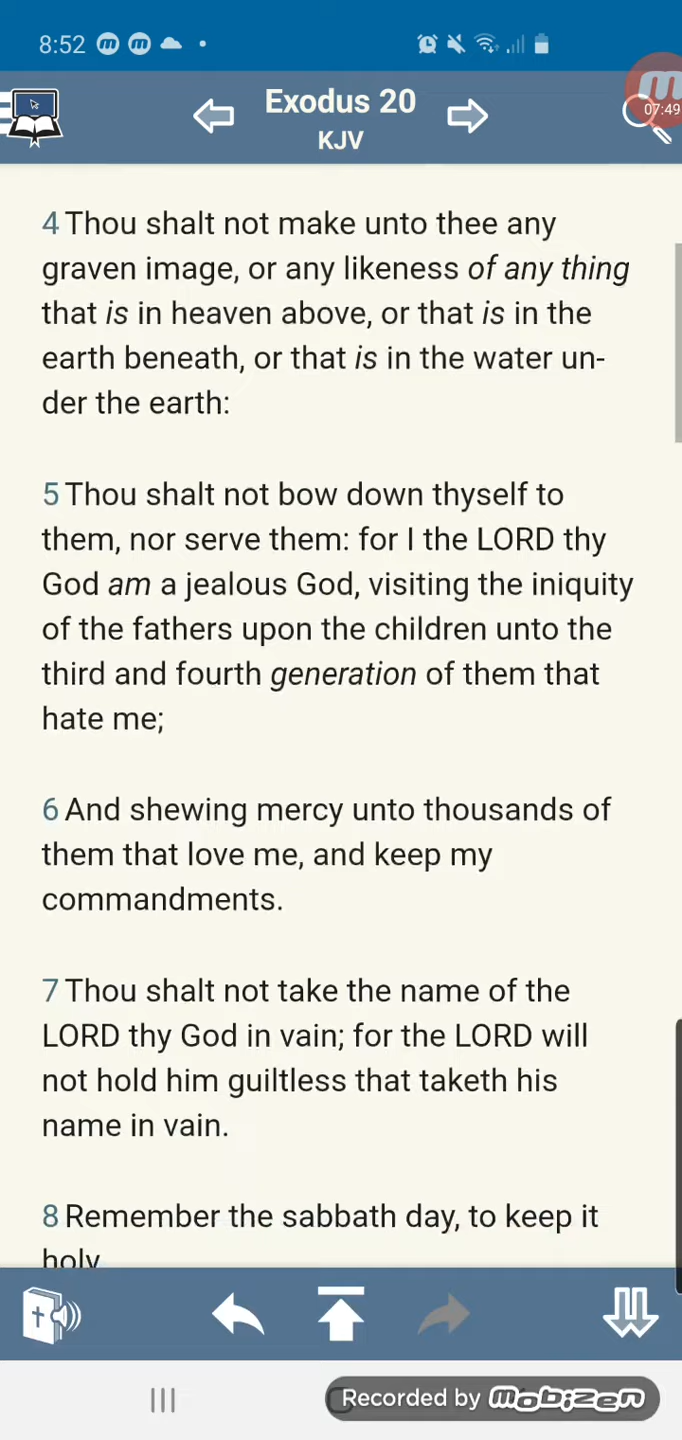 8:52
07:49
Exodus 20
KJV
4 Thou shalt not make unto thee any
graven image, or any likeness of any thing
that is in heaven above, or that is in the
earth beneath, or that is in the water un-
der the earth:
5 Thou shalt not bow down thyself to
them, nor serve them: for I the LORD thy
God am a jealous God, visiting the iniquity
of the fathers upon the children unto the
third and fourth generation of them that
hate me;
6 And shewing mercy unto thousands of
them that love me, and keep my
commandments.
7 Thou shalt not take the name of the
LORD thy God in vain; for the LORD will
not hold him guiltless that taketh his
name in vain.
8 Remember the sabbath day, to keep it
holy
Recorded by mobizen